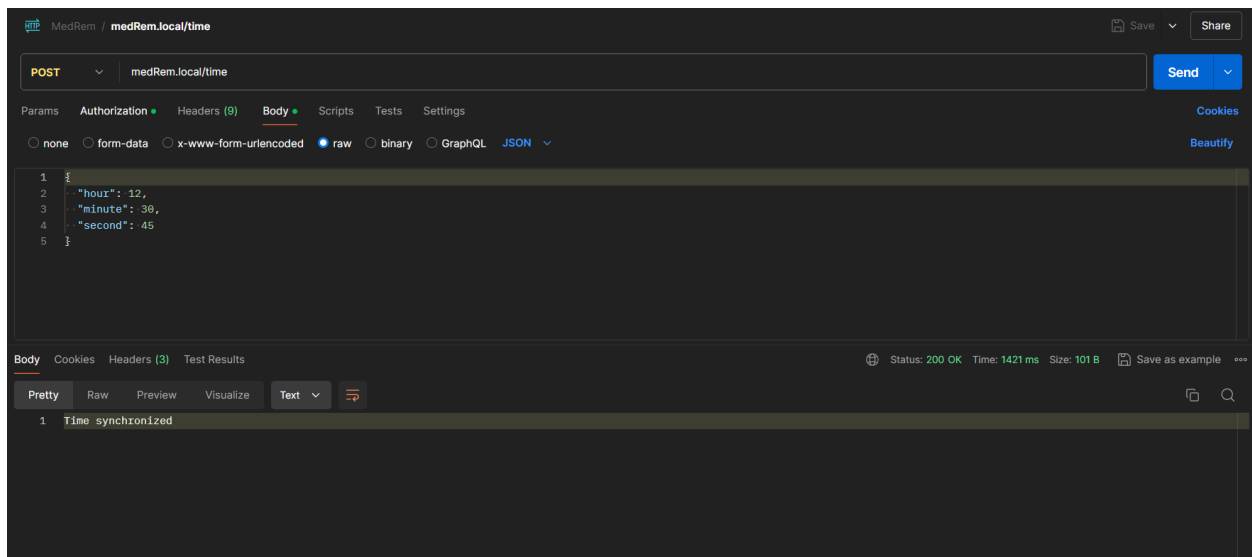 HTTP MedRem / medRem.local/time Save Share
POST medRem.local/time Send
Params Authorization Headers (9) Body Scripts Tests Settings Cookies
none form-data x-www-form-urlencoded raw binary GraphQL JSON Beautify
1 {
2 "hour": 12,
3 "minute": 30,
4 "second": 45
5 }
Body Cookies Headers (3) Test Results Status: 200 OK Time: 1421 ms Size: 101 B Save as example
Pretty Raw Preview Visualize Text
1 Time synchronized